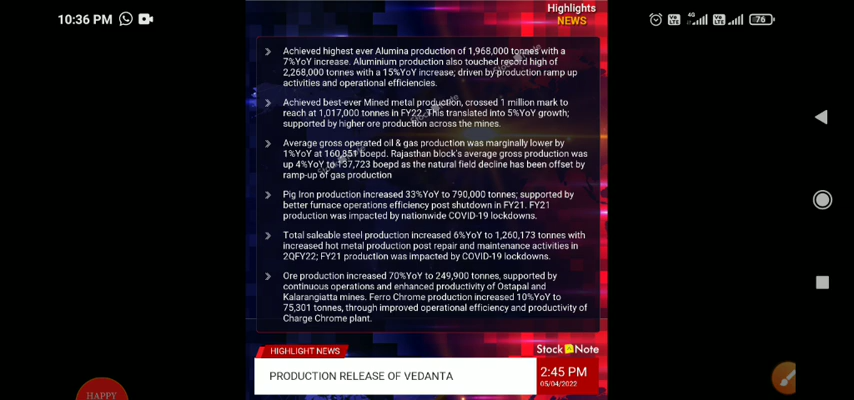 10:36 PM
4G
76
Highlights
NEWS
Achieved highest ever Alumina production of 1,968,000 tonnes with a
7%YoY increase. Aluminium production also touched record high of
2,268,000 tonnes with a 15%YoY increase; driven by production ramp up
activities and operational efficiencies.
Achieved best-ever Mined metal production, crossed 1 million mark to
reach at 1,017,000 tonnes in FY22. This translated into 5%YoY growth;
supported by higher ore production across the mines.
Average gross operated oil & gas production was marginally lower by
1%YoY at 160,851 boepd. Rajasthan block's average gross production was
up 4%YoY to 137,723 boepd as the natural field decline has been offset by
ramp-up of gas production
Pig Iron production increased 33%YoY to 790,000 tonnes; supported by
better furnace operations efficiency post shutdown in FY21. FY21
production was impacted by nationwide COVID-19 lockdowns.
Total saleable steel production increased 6%YoY to 1,260,173 tonnes with
increased hot metal production post repair and maintenance activities in
2QFY22; FY21 production was impacted by COVID-19 lockdowns.
Ore production increased 70%YoY to 249,900 tonnes, supported by
continuous operations and enhanced productivity of Ostapal and
Kalarangiatta mines. Ferro Chrome production increased 10%YoY to
75,301 tonnes, through improved operational efficiency and productivity of
Charge Chrome plant.
HIGHLIGHT NEWS
Stock Note
PRODUCTION RELEASE OF VEDANTA
2:45 PM
05/04/2022
HAPPY